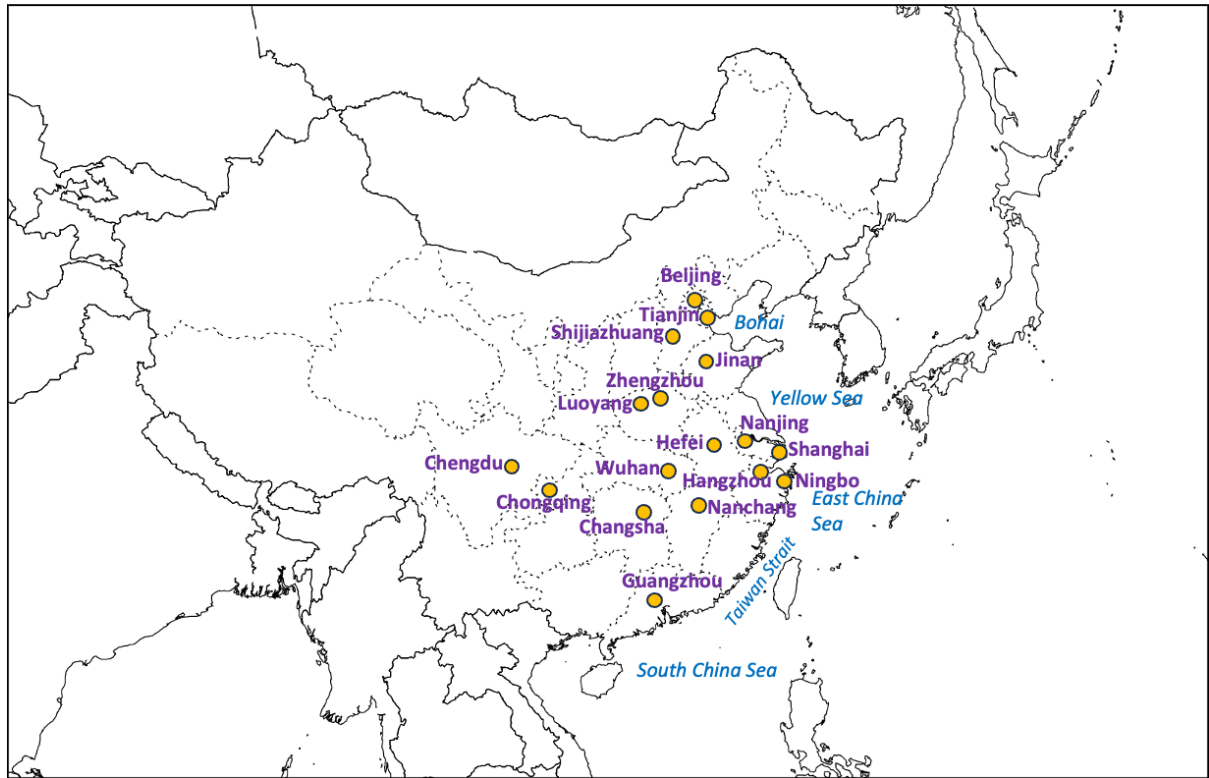 Beljing
Tianjin
Bohai
Shijiazhuang
Jinan
Zhengzhou
Luoyang
Yellow Sea
Nanjing
Hefei
Shanghai
Chengdu
Wuhan
Hangzhou
Ningbo
Chongqing
East China
Sea
Nanchang
Changsha
Taiwan Strait
Guangzhou
South China Sea